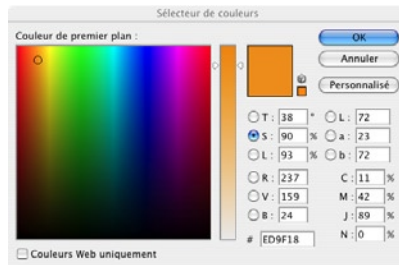 Sélecteur de couleurs
Couleur de premier plan :
OK
Annuler
Personnalisé
T : 38 °
L : 72
S : 90 %
a : 23
L : 93 %
b : 72
R : 237
C : 11 %
V : 159
M : 42 %
B : 24
J : 89 %
# ED9F18
N : 0 %
Couleurs Web uniquement